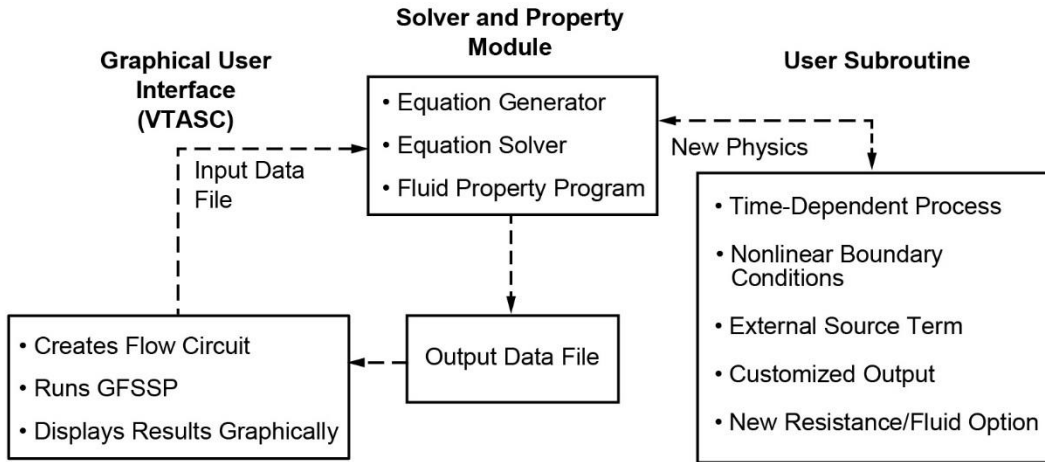 Graphical User
Interface
(VTASC)
Input Data
File
• Creates Flow Circuit
• Runs GFSSP
• Displays Results Graphically
Solver and Property
Module
• Equation Generator
• Equation Solver
• Fluid Property Program
Output Data File
User Subroutine
New Physics
• Time-Dependent Process
• Nonlinear Boundary
Conditions
• External Source Term
• Customized Output
• New Resistance/Fluid Option